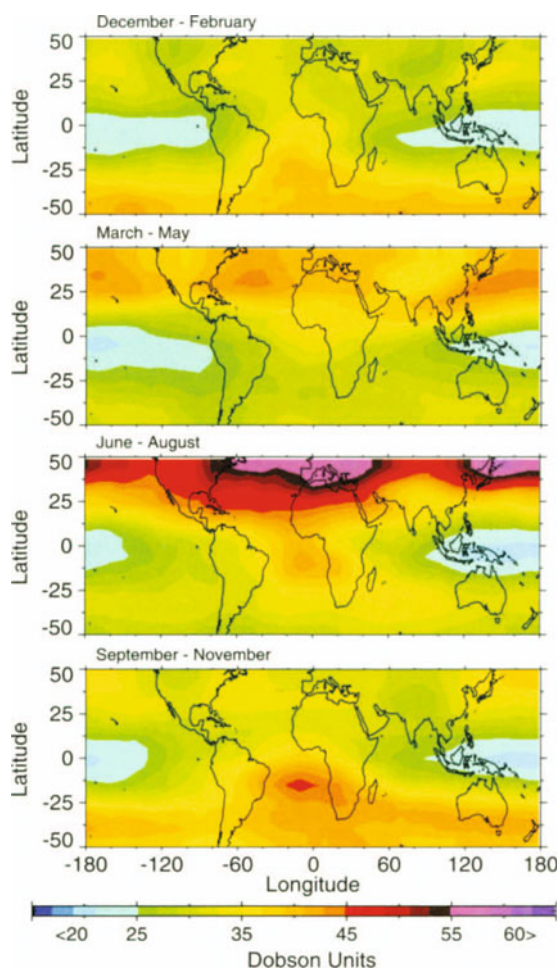 December - February
50
25
0
-25
-50
Latitude
March - May
50
25
0
-25
-50
Latitude
June - August
50
25
0
-25
-50
Latitude
September - November
50
25
0
-25
-50
Latitude
-180 -120 -60 0 60 120 180
Longitude
<20 25 35 45 55 60>
Dobson Units